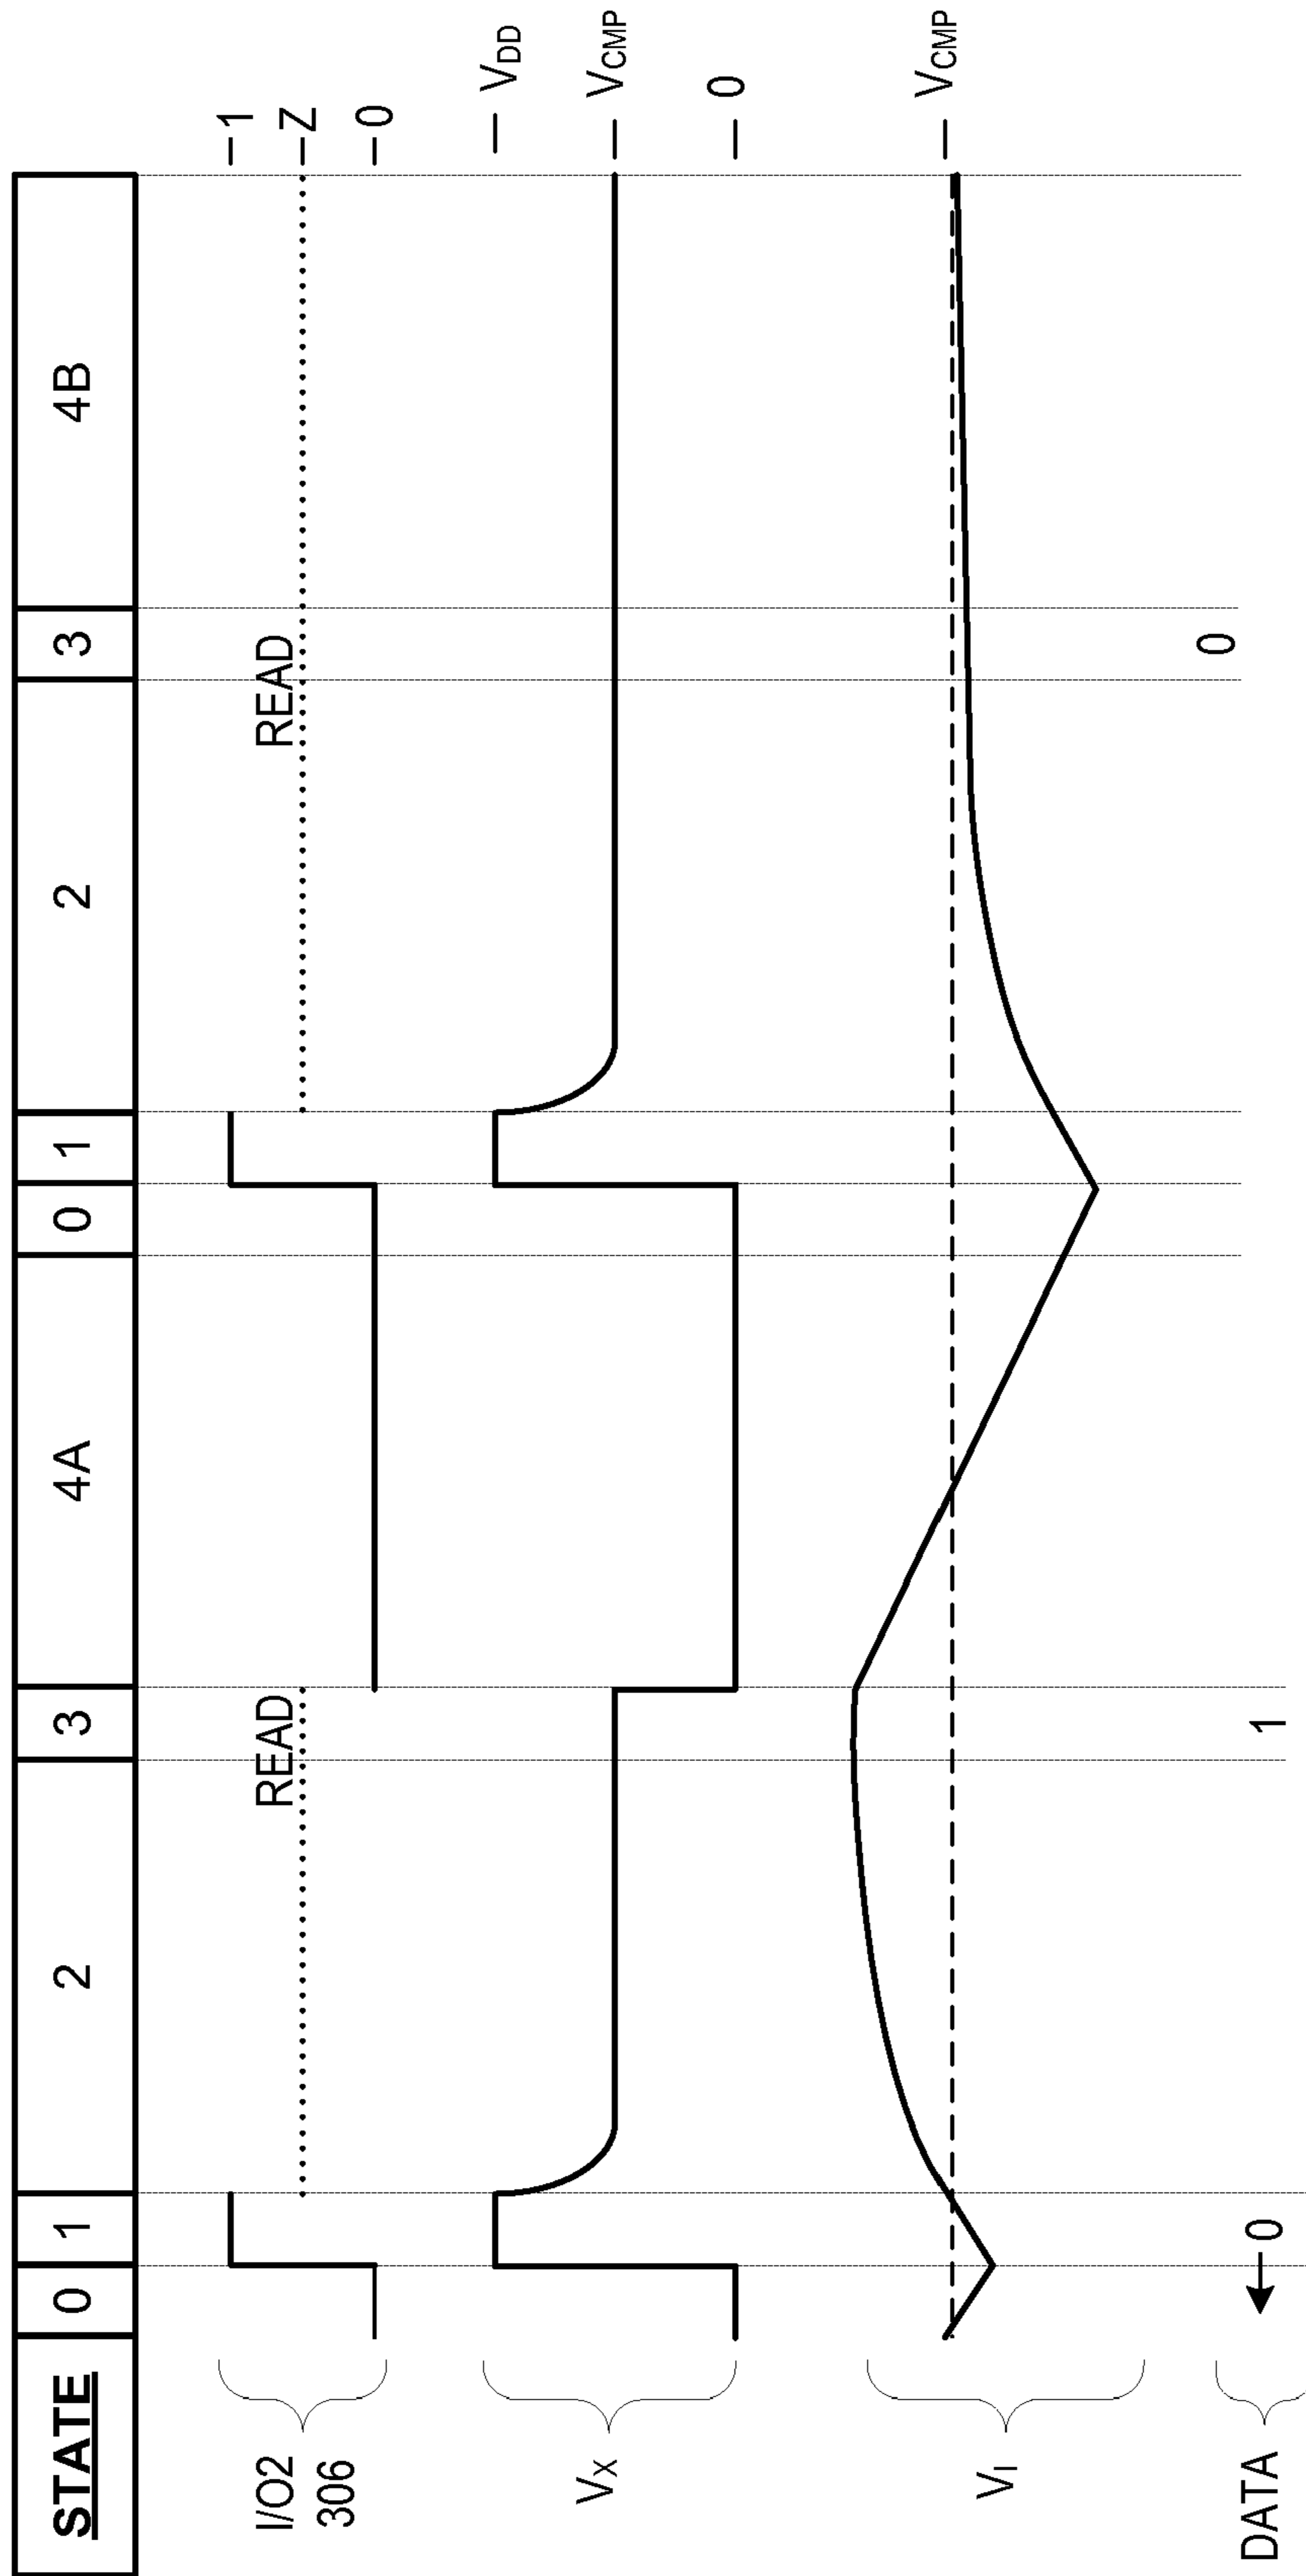 STATE 0 1 2 3 4A 0 1 2 3 4B
I/O2
306
READ
READ
1
Z
0
VX
VDD
VCMP
0
VI
VCMP
DATA
0
1
0